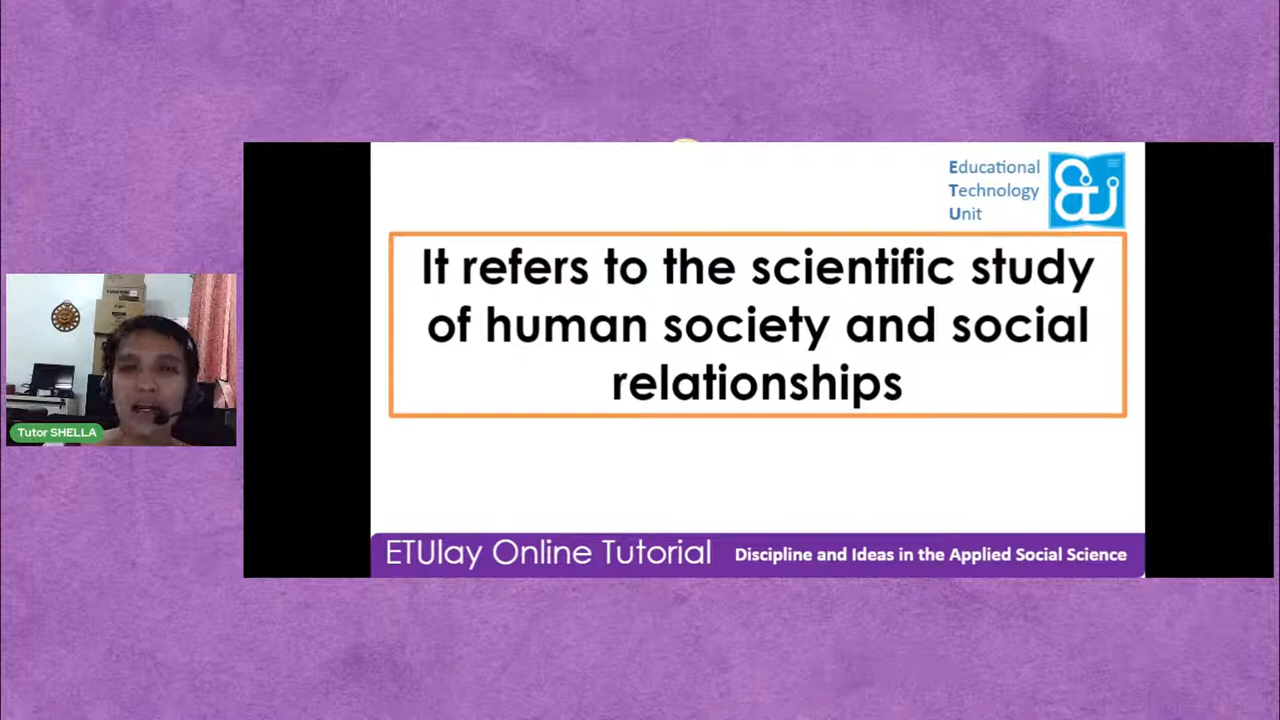 Educational
Technology
Unit
It refers to the scientific study
of human society and social
relationships
Tutor SHELLA
ETUlay Online Tutorial
Discipline and Ideas in the Applied Social Science